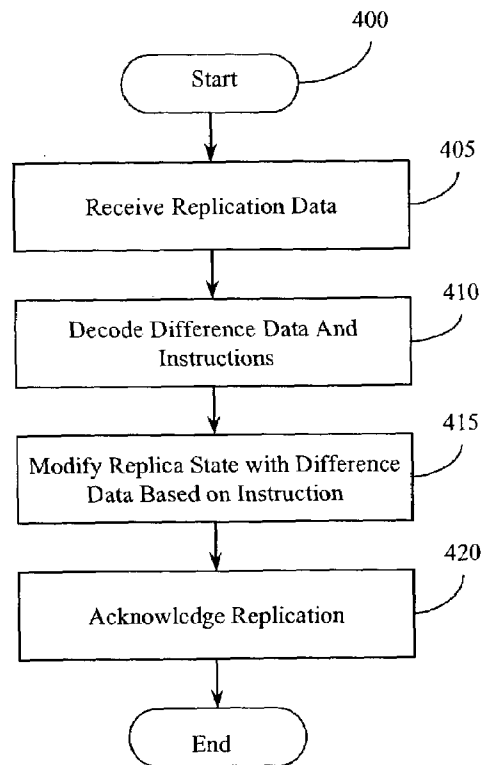 400
Start
405
Receive Replication Data
410
Decode Difference Data And
Instructions
415
Modify Replica State with Difference
Data Based on Instruction
420
Acknowledge Replication
End